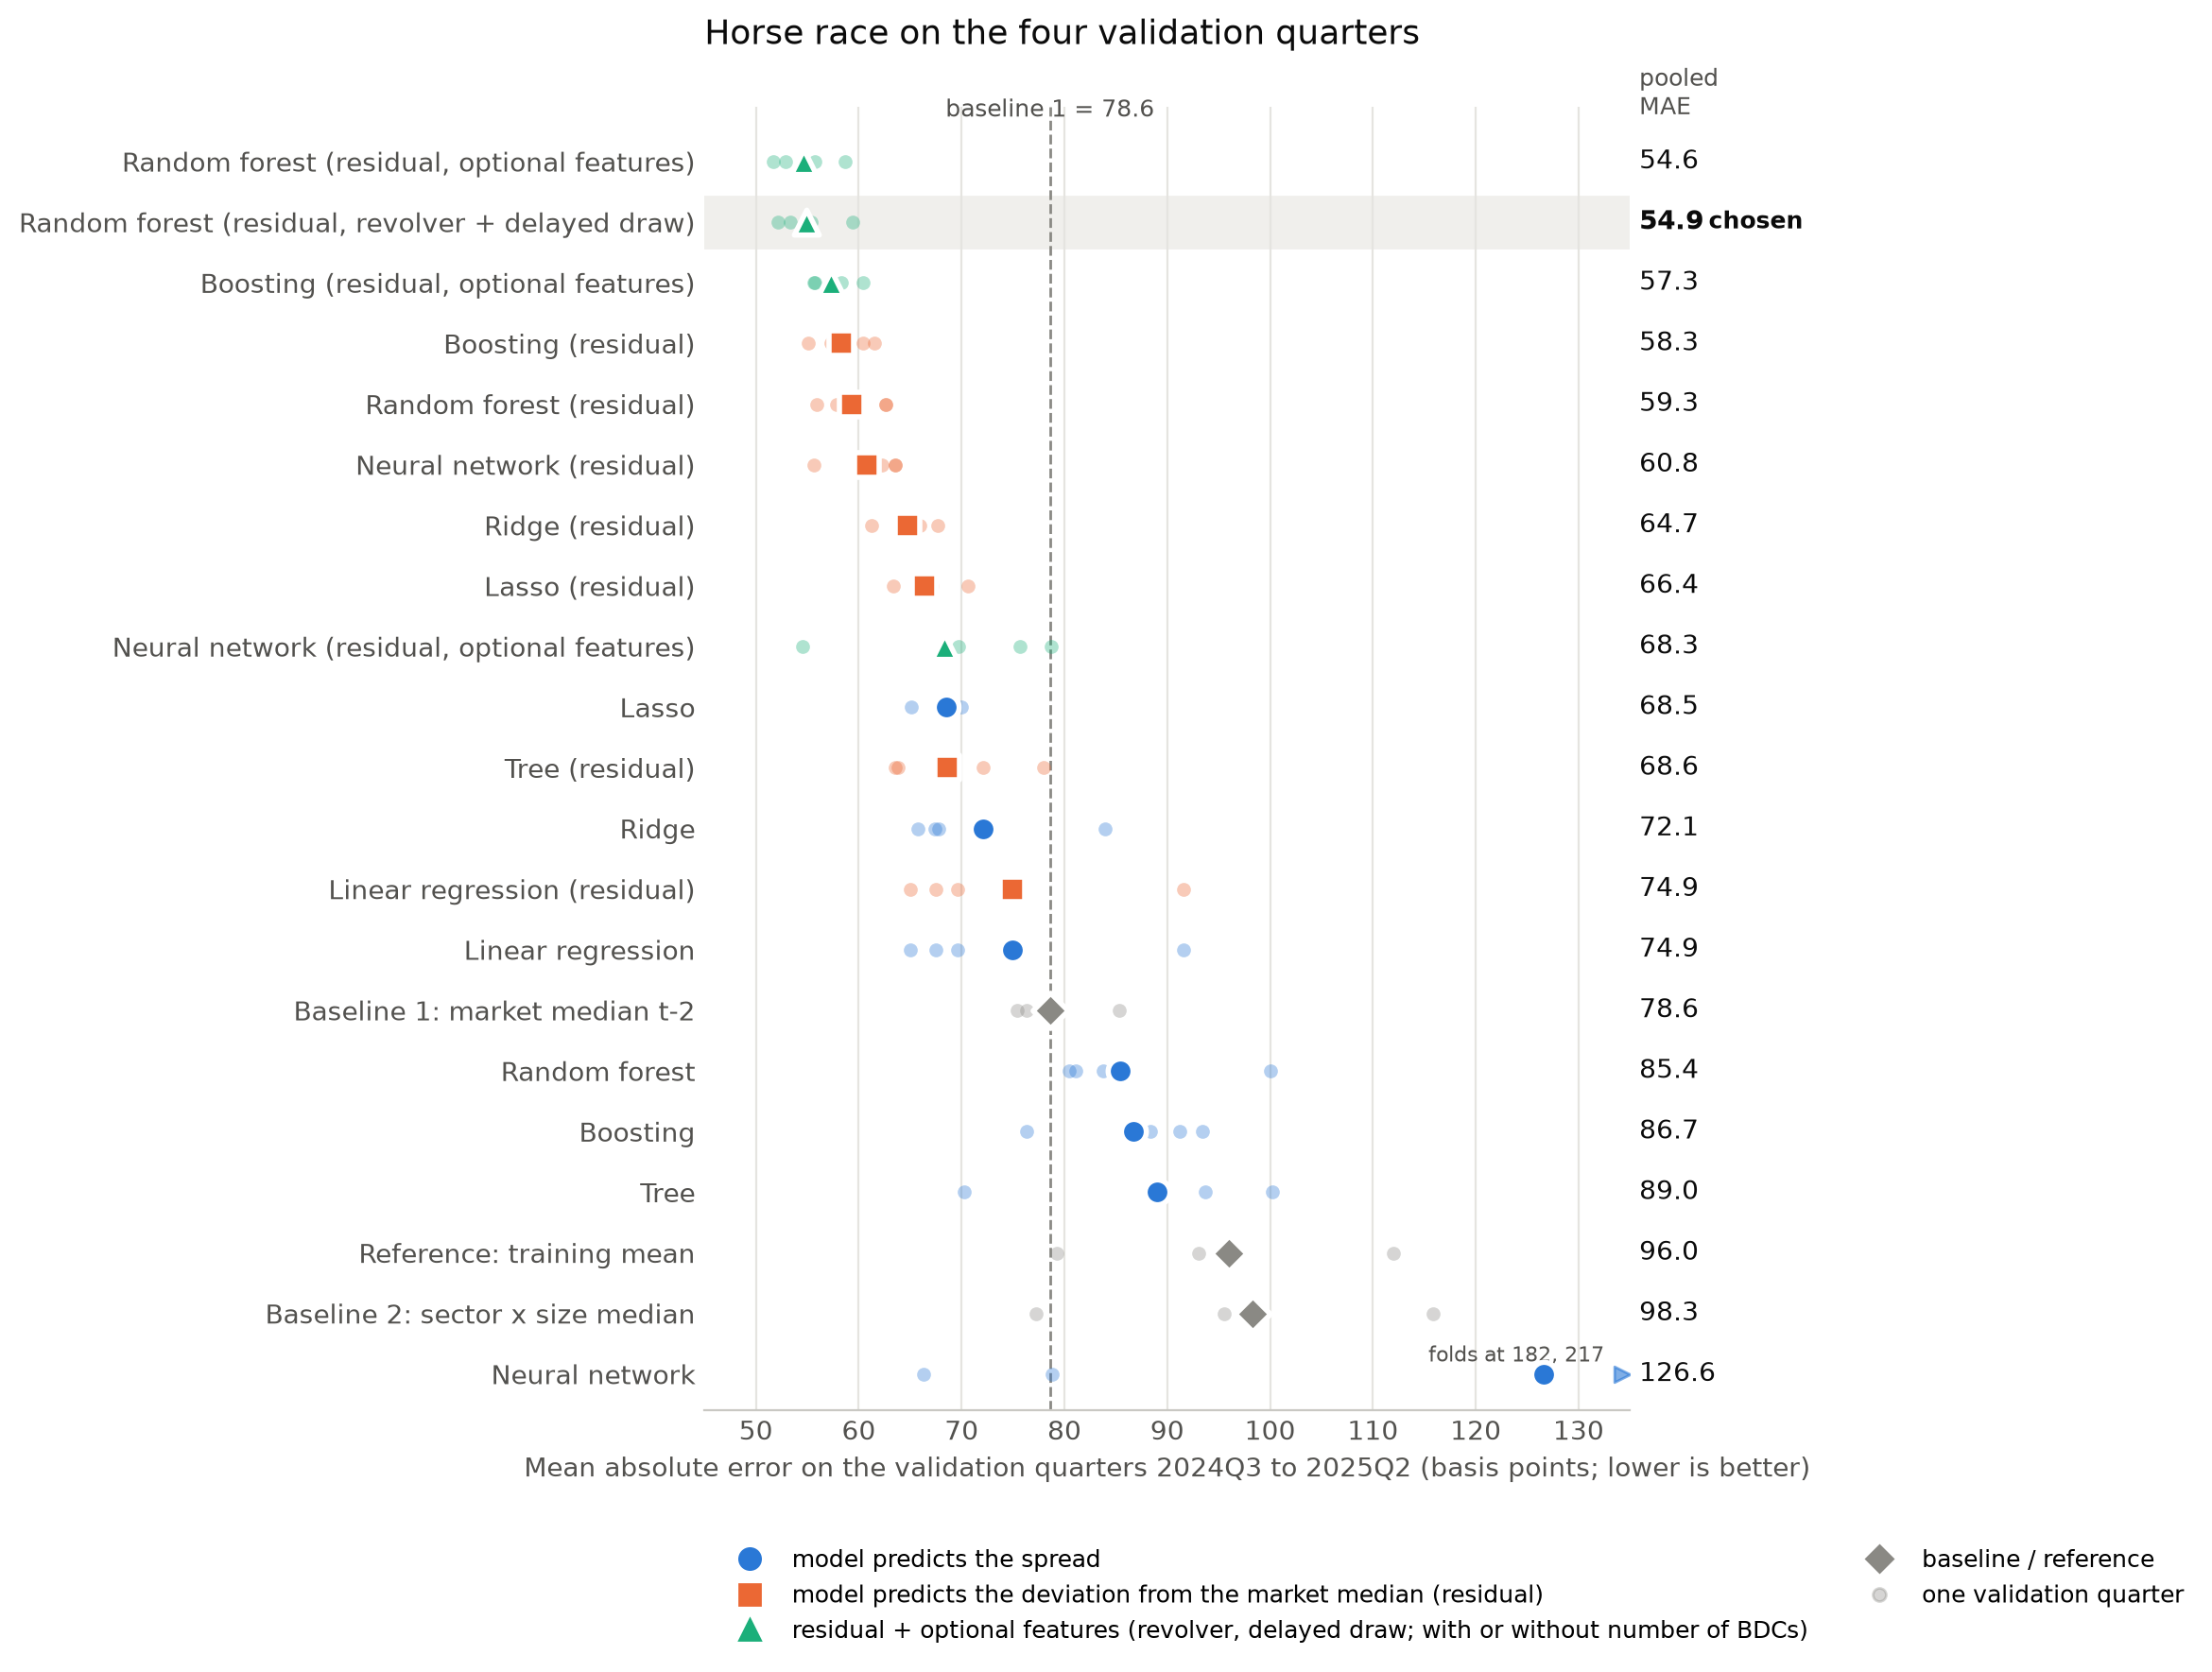 Horse race on the four validation quarters
pooled
MAE
baseline 1 = 78.6
Random forest (residual, optional features) 54.6
Random forest (residual, revolver + delayed draw) 54.9 chosen
Boosting (residual, optional features) 57.3
Boosting (residual) 58.3
Random forest (residual) 59.3
Neural network (residual) 60.8
Ridge (residual) 64.7
Lasso (residual) 66.4
Neural network (residual, optional features) 68.3
Lasso 68.5
Tree (residual) 68.6
Ridge 72.1
Linear regression (residual) 74.9
Linear regression 74.9
Baseline 1: market median t-2 78.6
Random forest 85.4
Boosting 86.7
Tree 89.0
Reference: training mean 96.0
Baseline 2: sector x size median 98.3
folds at 182, 217
Neural network 126.6
50 60 70 80 90 100 110 120 130
Mean absolute error on the validation quarters 2024Q3 to 2025Q2 (basis points; lower is better)
model predicts the spread
model predicts the deviation from the market median (residual)
residual + optional features (revolver, delayed draw; with or without number of BDCs)
baseline / reference
one validation quarter